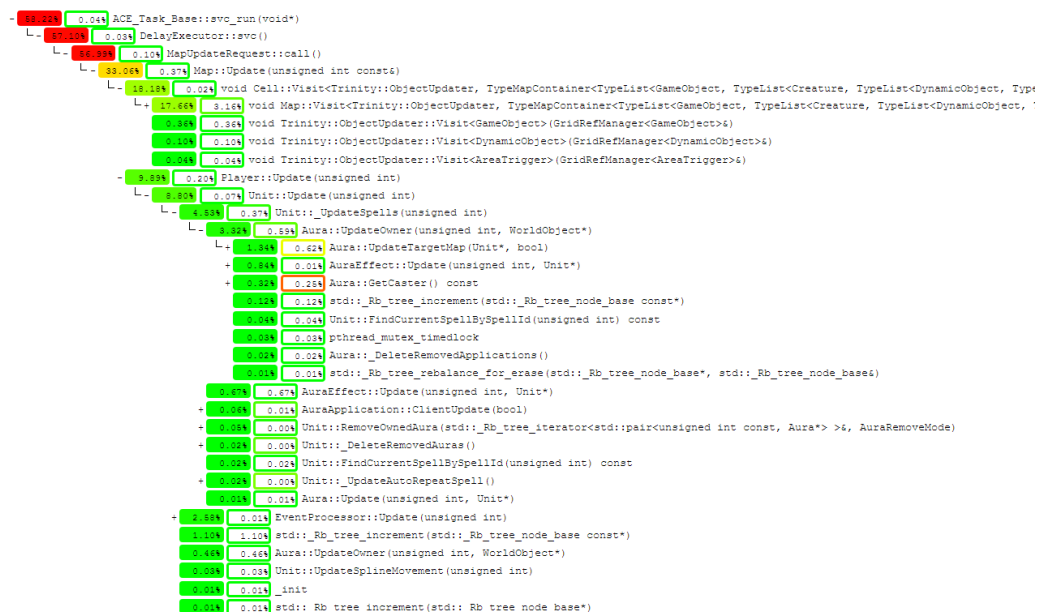 - 59.22% 0.04% ACE_Task_Base::svc_run(void*)
- 57.10% 0.03% DelayExecutor::svc()
- 56.99% 0.10% MapUpdateRequest::call()
- 33.06% 0.37% Map::Update(unsigned int const&)
- 18.18% 0.02% void Cell::Visit<Trinity::ObjectUpdater, TypeMapContainer<TypeList<GameObject, TypeList<Creature, TypeList<DynamicObject, Typ
+ 17.66% 3.16% void Map::Visit<Trinity::ObjectUpdater, TypeMapContainer<TypeList<GameObject, TypeList<Creature, TypeList<DynamicObject, T
0.36% 0.36% void Trinity::ObjectUpdater::Visit<GameObject>(GridRefManager<GameObject>&)
0.10% 0.10% void Trinity::ObjectUpdater::Visit<DynamicObject>(GridRefManager<DynamicObject>&)
0.04% 0.04% void Trinity::ObjectUpdater::Visit<AreaTrigger>(GridRefManager<AreaTrigger>&)
- 9.89% 0.20% Player::Update(unsigned int)
- 8.80% 0.07% Unit::Update(unsigned int)
- 4.53% 0.37% Unit::_UpdateSpells(unsigned int)
- 3.32% 0.59% Aura::UpdateOwner(unsigned int, WorldObject*)
+ 1.34% 0.62% Aura::UpdateTargetMap(Unit*, bool)
+ 0.84% 0.01% AuraEffect::Update(unsigned int, Unit*)
+ 0.32% 0.25% Aura::GetCaster() const
0.12% 0.12% std::_Rb_tree_increment(std::_Rb_tree_node_base const*)
0.04% 0.04% Unit::FindCurrentSpellBySpellId(unsigned int) const
0.03% 0.03% pthread_mutex_timedlock
0.02% 0.02% Aura::_DeleteRemovedApplications()
0.01% 0.01% std::_Rb_tree_rebalance_for_erase(std::_Rb_tree_node_base*, std::_Rb_tree_node_base&)
0.67% 0.67% AuraEffect::Update(unsigned int, Unit*)
+ 0.06% 0.01% AuraApplication::ClientUpdate(bool)
+ 0.05% 0.00% Unit::RemoveOwnedAura(std::_Rb_tree_iterator<std::pair<unsigned int const, Aura*> >&, AuraRemoveMode)
+ 0.02% 0.00% Unit::_DeleteRemovedAuras()
0.02% 0.02% Unit::FindCurrentSpellBySpellId(unsigned int) const
+ 0.02% 0.00% Unit::_UpdateAutoRepeatSpell()
0.01% 0.01% Aura::Update(unsigned int, Unit*)
+ 2.58% 0.01% EventProcessor::Update(unsigned int)
1.10% 1.10% std::_Rb_tree_increment(std::_Rb_tree_node_base const*)
0.46% 0.46% Aura::UpdateOwner(unsigned int, WorldObject*)
0.03% 0.03% Unit::UpdateSplineMovement(unsigned int)
0.01% 0.01% _init
0.01% 0.01% std::_Rb_tree_increment(std::_Rb_tree_node_base*)